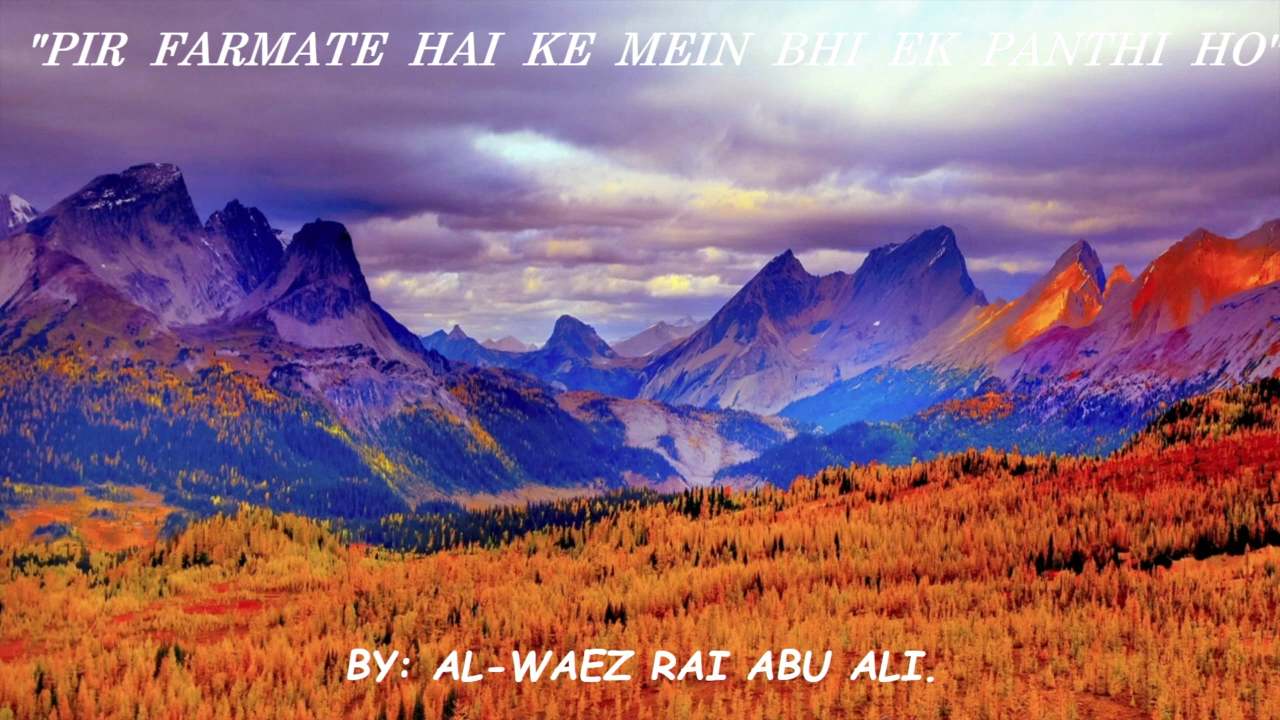 "PIR FARMATE HAI KE MEIN BHI EK PANTHI HO"
BY: AL-WAEZ RAI ABU ALI.